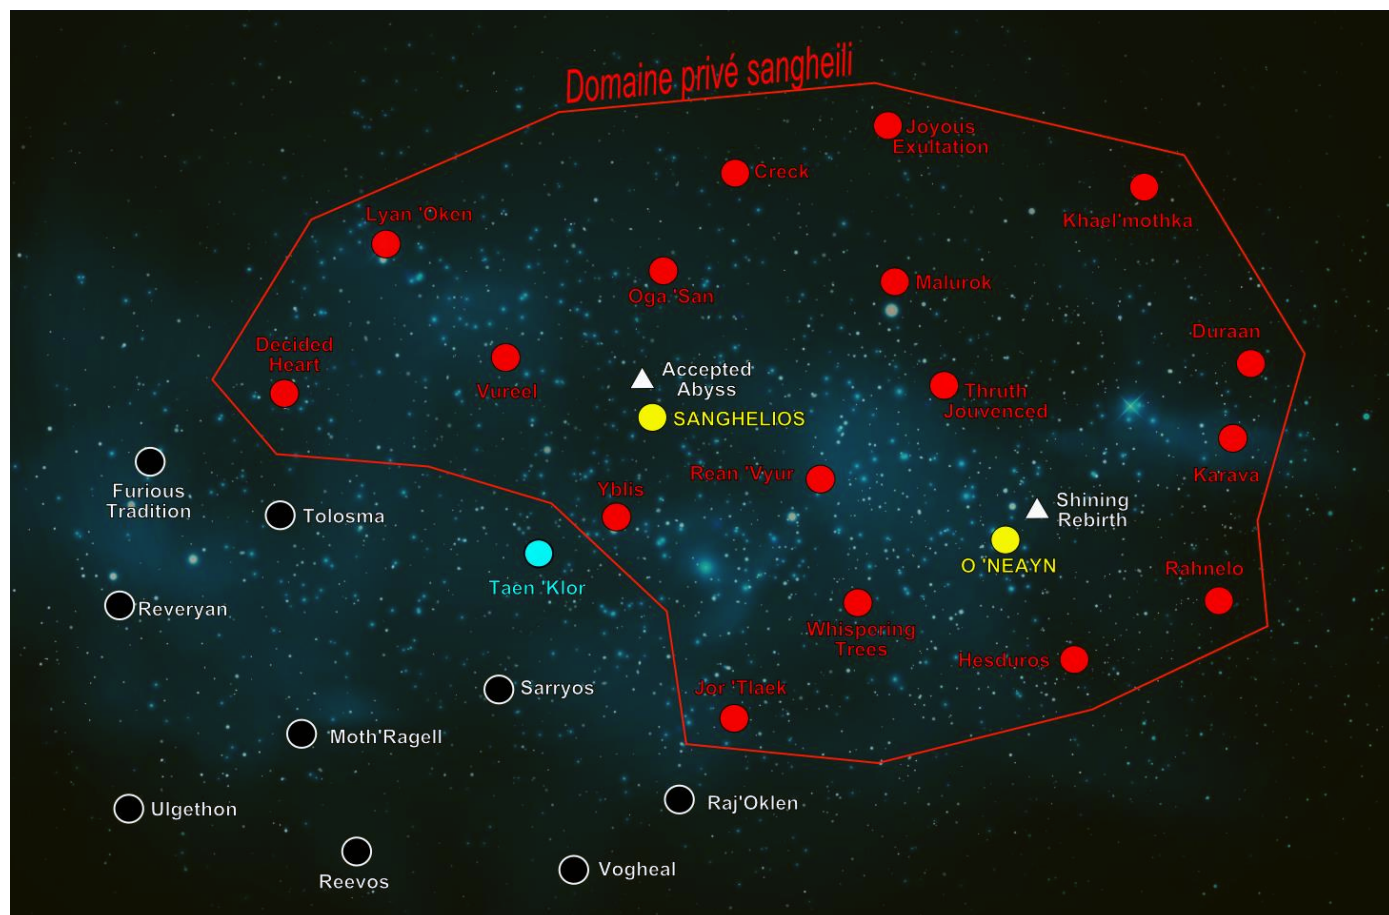 Domaine privé sangheili
Joyous
Exultation
Creck
Khael'mothka
Lyan 'Oken
Oga 'San
Malurok
Duraan
Decided
Heart
Vureel
Accepted
Abyss
Thruth
Jouvenced
SANGHELIOS
Karava
Rean 'Vyur
Yblis
Furious
Tradition
Tolosma
Shining
Rebirth
O 'NEAYN
Rahnelo
Taen 'Klor
Reveryan
Whispering
Trees
Hesduros
Jor 'Tlaek
Sarryos
Moth'Ragell
Ulgethon
Raj'Oklen
Vogheal
Reevos